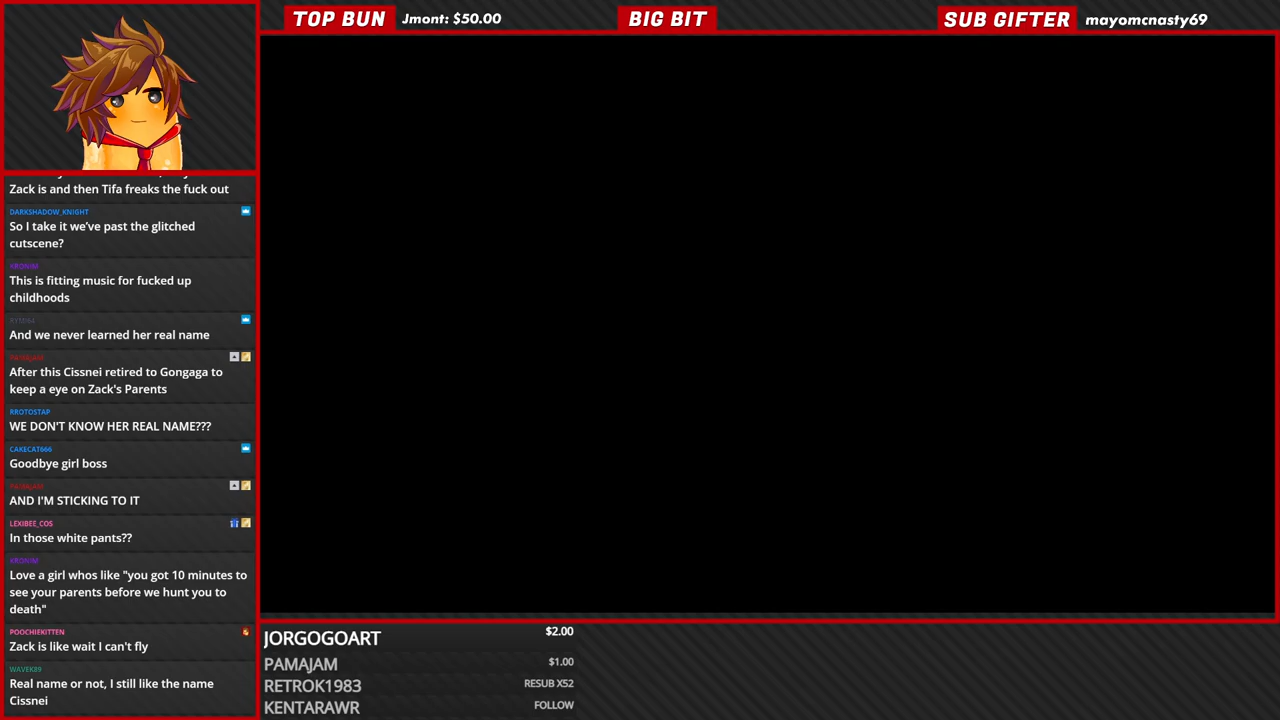 TOP BUN Jmont: $50.00 BIG BIT SUB GIFTER mayomcnasty69
Zack is and then Tifa freaks the fuck out
DARKSHADOW_KNIGHT
So I take it we've past the glitched
cutscene?
This is fitting music for fucked up
childhoods
And we never learned her real name
PAMAJAM
After this Cissnei retired to Gongaga to
keep a eye on Zack's Parents
RROTOSTAP
WE DON'T KNOW HER REAL NAME???
CAKECAT666
Goodbye girl boss
PAMAJAM
AND I'M STICKING TO IT
LEXIBEE_COS
In those white pants??
Love a girl whos like "you got 10 minutes to
see your parents before we hunt you to
death"
POOCHIEKITTEN
Zack is like wait I can't fly
WAVEK89
Real name or not, I still like the name
Cissnei
JORGOGOART $2.00
PAMAJAM $1.00
RETROK1983 RESUB X52
KENTARAWR FOLLOW